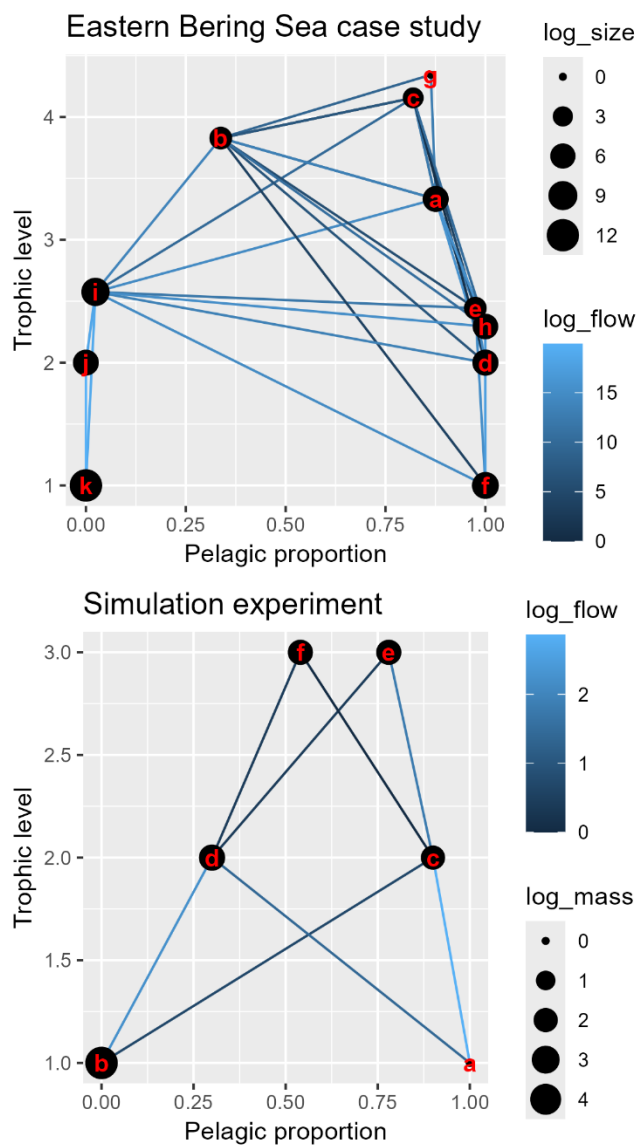 Eastern Bering Sea case study
g
c
b
a
i
e
h
j
d
k
f
4
3
2
1
Trophic level
0.00 0.25 0.50 0.75 1.00
Pelagic proportion
log_size
0
3
6
9
12
log_flow
15
10
5
0
Simulation experiment
f
e
d
c
b
a
3.0
2.5
2.0
1.5
1.0
Trophic level
0.00 0.25 0.50 0.75 1.00
Pelagic proportion
log_flow
2
1
0
log_mass
0
1
2
3
4